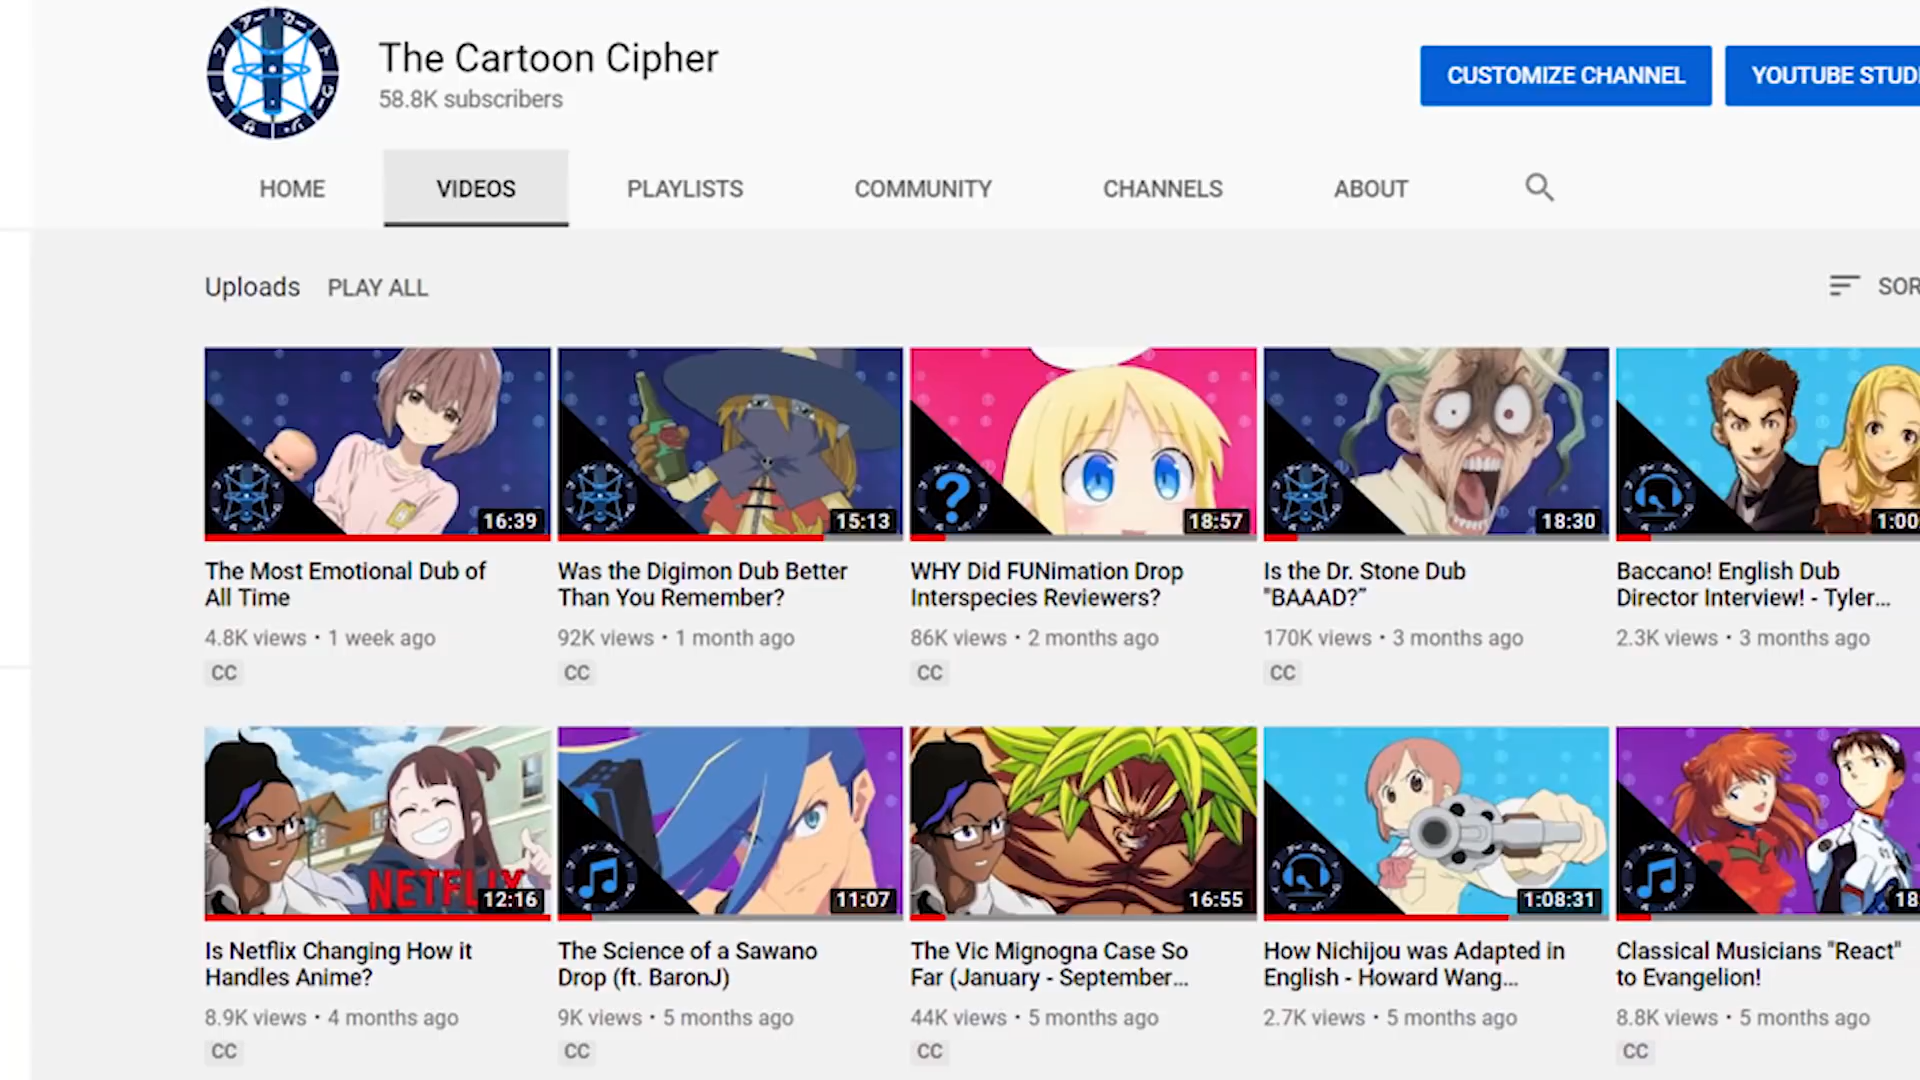 The Cartoon Cipher
58.8K subscribers
CUSTOMIZE CHANNEL
YOUTUBE STUDI
HOME
VIDEOS
PLAYLISTS
COMMUNITY
CHANNELS
ABOUT
Uploads
PLAY ALL
SOR
16:39
15:13
?
18:57
18:30
1:00
The Most Emotional Dub of
All Time
4.8K views • 1 week ago
CC
Was the Digimon Dub Better
Than You Remember?
92K views • 1 month ago
CC
WHY Did FUNimation Drop
Interspecies Reviewers?
86K views • 2 months ago
CC
Is the Dr. Stone Dub
"BAAAD?”
170K views • 3 months ago
CC
Baccano! English Dub
Director Interview! - Tyler...
2.3K views • 3 months ago
NETFLIX
12:16
11:07
16:55
1:08:31
18
Is Netflix Changing How it
Handles Anime?
8.9K views • 4 months ago
CC
The Science of a Sawano
Drop (ft. BaronJ)
9K views • 5 months ago
CC
The Vic Mignogna Case So
Far (January - September...
44K views • 5 months ago
CC
How Nichijou was Adapted in
English - Howard Wang...
2.7K views • 5 months ago
Classical Musicians "React"
to Evangelion!
8.8K views • 5 months ago
CC